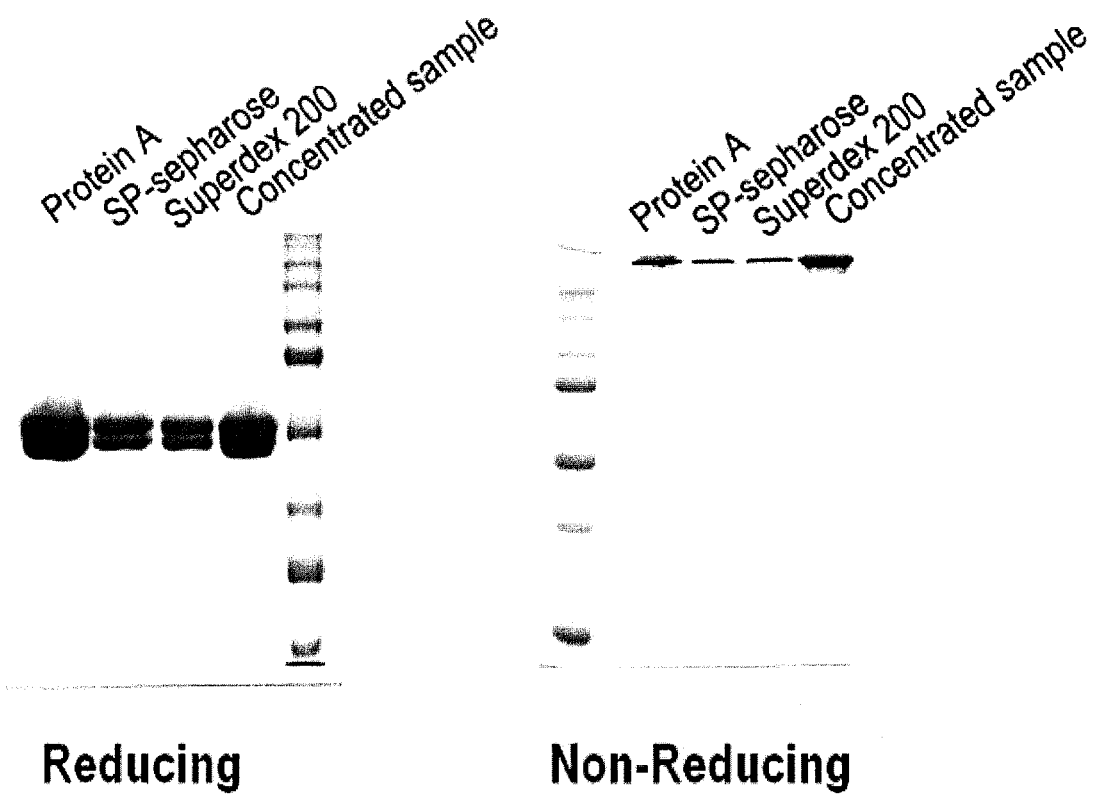 Protein A
SP-sepharose
Superdex 200
Concentrated sample
Protein A
SP-sepharose
Superdex 200
Concentrated sample
Reducing
Non-Reducing